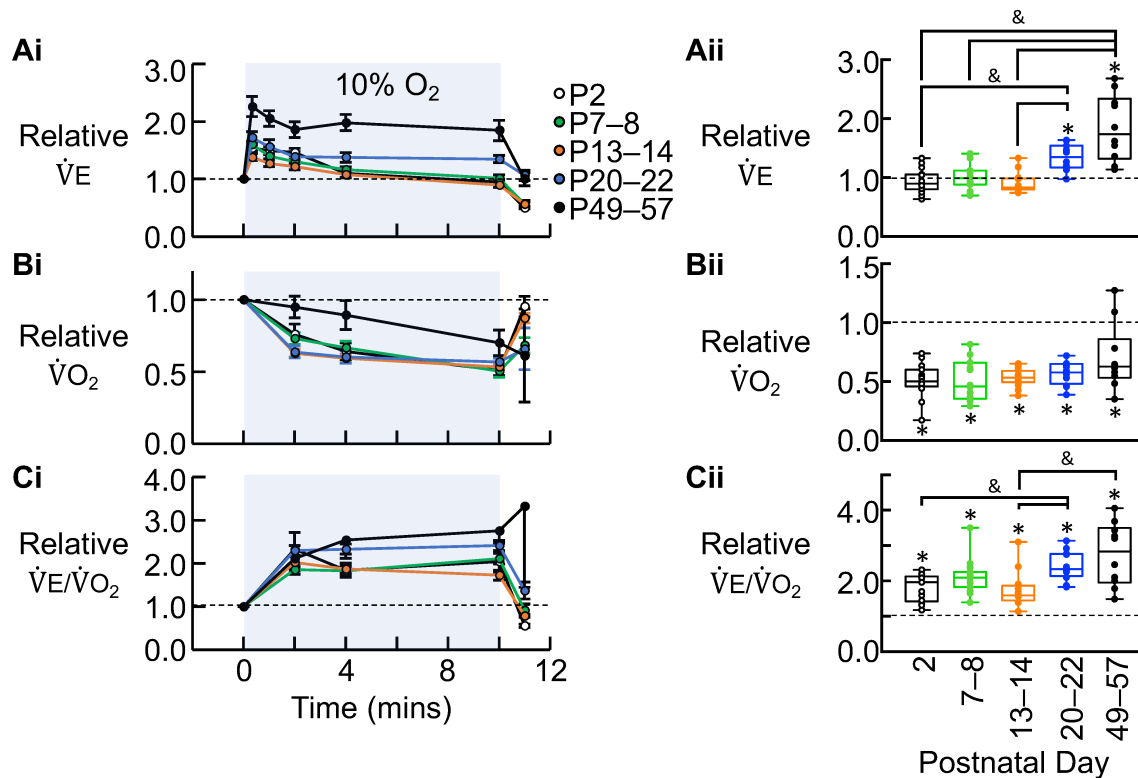 Ai
3.0
2.0
1.0
0.0
Relative
V̇E
10% O₂
P2
P7–8
P13–14
P20–22
P49–57
Aii
3.0
2.0
1.0
0.0
Relative
V̇E
&
&
*
*
Bi
1.0
0.5
0.0
Relative
V̇O₂
Bii
1.5
1.0
0.5
0.0
Relative
V̇O₂
* * * * *
Ci
4.0
3.0
2.0
1.0
0.0
Relative
V̇E/V̇O₂
0 4 8 12
Time (mins)
Cii
4.0
2.0
0.0
Relative
V̇E/V̇O₂
&
&
* * * * *
2 7–8 13–14 20–22 49–57
Postnatal Day